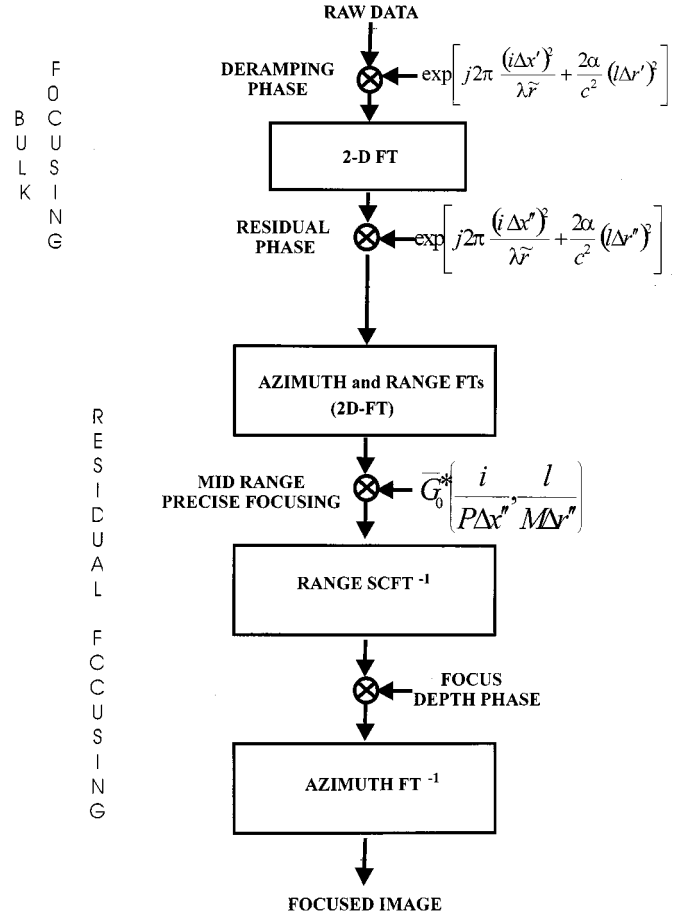 RAW DATA
DERAMPING
PHASE
exp[ j2π (iΔx′)² / λr̃ + 2α / c² (lΔr′)² ]
BULK
FOCUSING
2-D FT
RESIDUAL
PHASE
exp[ j2π (iΔx″)² / λr̃ + 2α / c² (lΔr″)² ]
AZIMUTH and RANGE FTs
(2D-FT)
MID RANGE
PRECISE FOCUSING
G̅₀*( i / PΔx″, l / MΔr″ )
RESIDUAL FCCUSING
RANGE SCFT ⁻¹
FOCUS
DEPTH PHASE
AZIMUTH FT ⁻¹
FOCUSED IMAGE